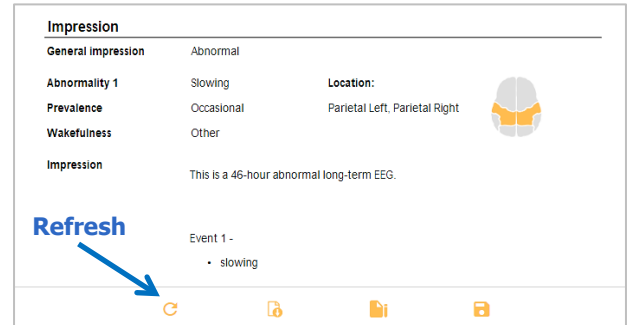 Impression
General impression Abnormal
Abnormality 1 Slowing Location:
Prevalence Occasional Parietal Left, Parietal Right
Wakefulness Other
Impression
This is a 46-hour abnormal long-term EEG.
Refresh
Event 1 -
• slowing